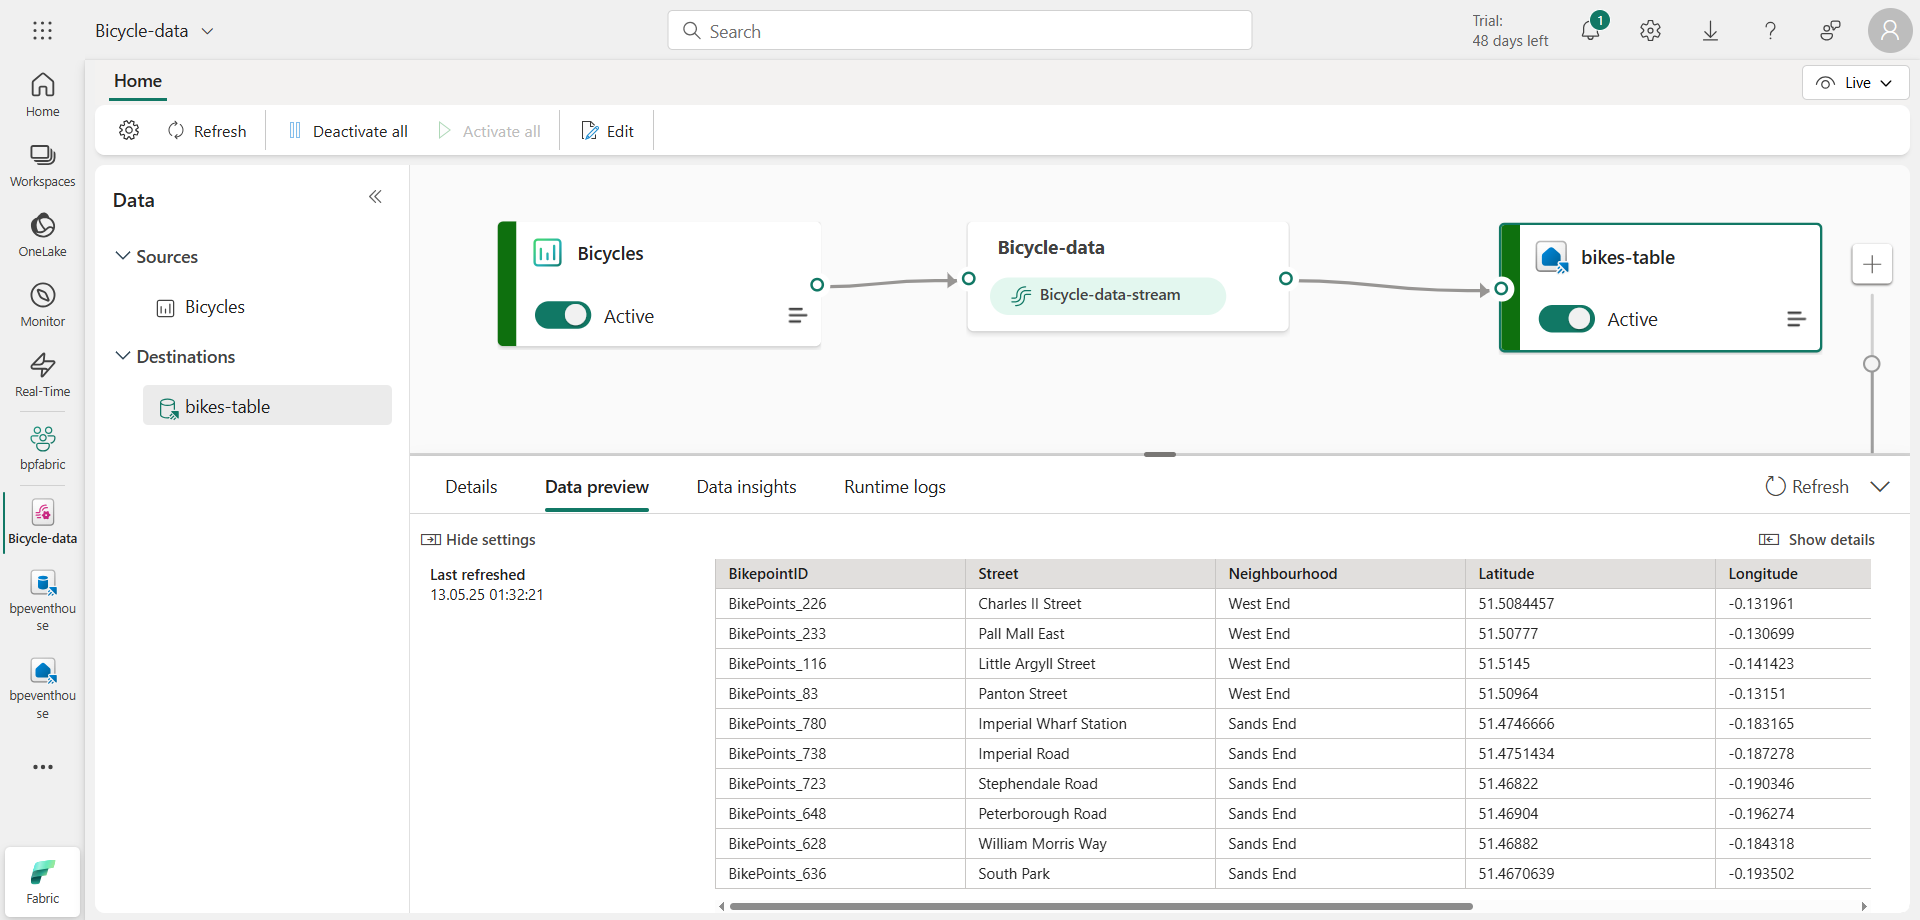 Bicycle-data
Search
Trial:
48 days left
1
Home
Live
Refresh
Deactivate all
Activate all
Edit
Home
Workspaces
OneLake
Monitor
Real-Time
bpfabric
Bicycle-data
bpeventhou
se
bpeventhou
se
Fabric
Data
Sources
Bicycles
Destinations
bikes-table
Bicycles
Active
Bicycle-data
Bicycle-data-stream
bikes-table
Active
Details
Data preview
Data insights
Runtime logs
Refresh
Hide settings
Show details
Last refreshed
13.05.25 01:32:21
BikepointID Street Neighbourhood Latitude Longitude
BikePoints_226 Charles II Street West End 51.5084457 -0.131961
BikePoints_233 Pall Mall East West End 51.50777 -0.130699
BikePoints_116 Little Argyll Street West End 51.5145 -0.141423
BikePoints_83 Panton Street West End 51.50964 -0.13151
BikePoints_780 Imperial Wharf Station Sands End 51.4746666 -0.183165
BikePoints_738 Imperial Road Sands End 51.4751434 -0.187278
BikePoints_723 Stephendale Road Sands End 51.46822 -0.190346
BikePoints_648 Peterborough Road Sands End 51.46904 -0.196274
BikePoints_628 William Morris Way Sands End 51.46882 -0.184318
BikePoints_636 South Park Sands End 51.4670639 -0.193502